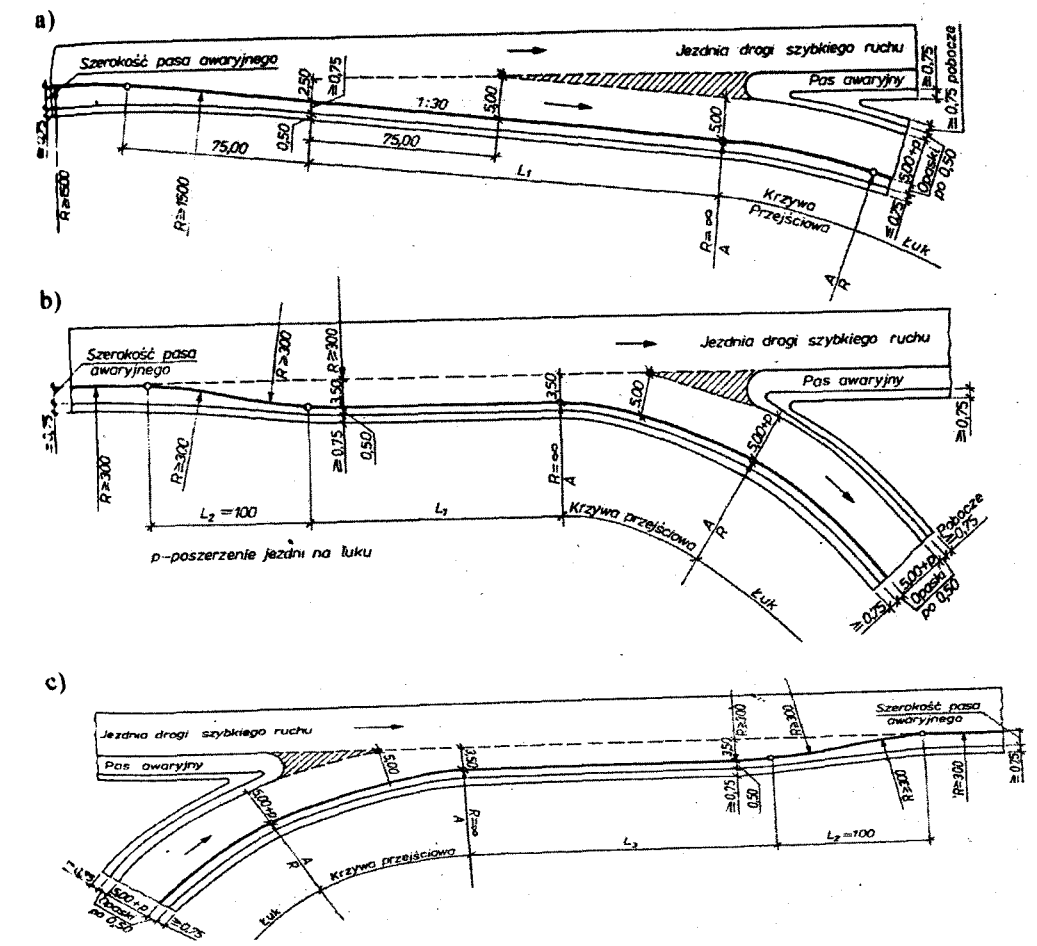 a)
Szerokość pasa awaryjnego
Jezdnia drogi szybkiego ruchu
Pas awaryjny
≥0,75
≥0,75 pobocze
2,50
≥0,75
1:30
5,00
5,00
0,50
75,00
75,00
L₁
≥0,75
R≥1500
R≥1500
R=∞
A
Krzywa
Przejściowa
A
R
Łuk
5,00+p
Opaski
po 0,50
≥0,75
b)
Szerokość pasa
awaryjnego
R≥300
R≥300
3,50
Jezdnia drogi szybkiego ruchu
Pas awaryjny
3,50
5,00
5,00+p
≥0,75
≥0,75
R≥300
R≥300
≥0,75
0,50
R=∞
A
L₂=100
L₁
Krzywa przejściowa
A
R
Łuk
Pobocze
≥0,75
5,00+p
Opaski
po 0,50
≥0,75
p-poszerzenie jezdni na łuku
c)
Jezdnia drogi szybkiego ruchu
Pas awaryjny
5,00
3,50
3,50
R≥300
R≥300
Szerokość pasa
awaryjnego
5,00+p
R=∞
A
≥0,75
0,50
R≥300
R≥300
≥0,75
L₃
L₂=100
A
R
Krzywa przejściowa
Łuk
5,00+p
Opaski
po 0,50
≥0,75